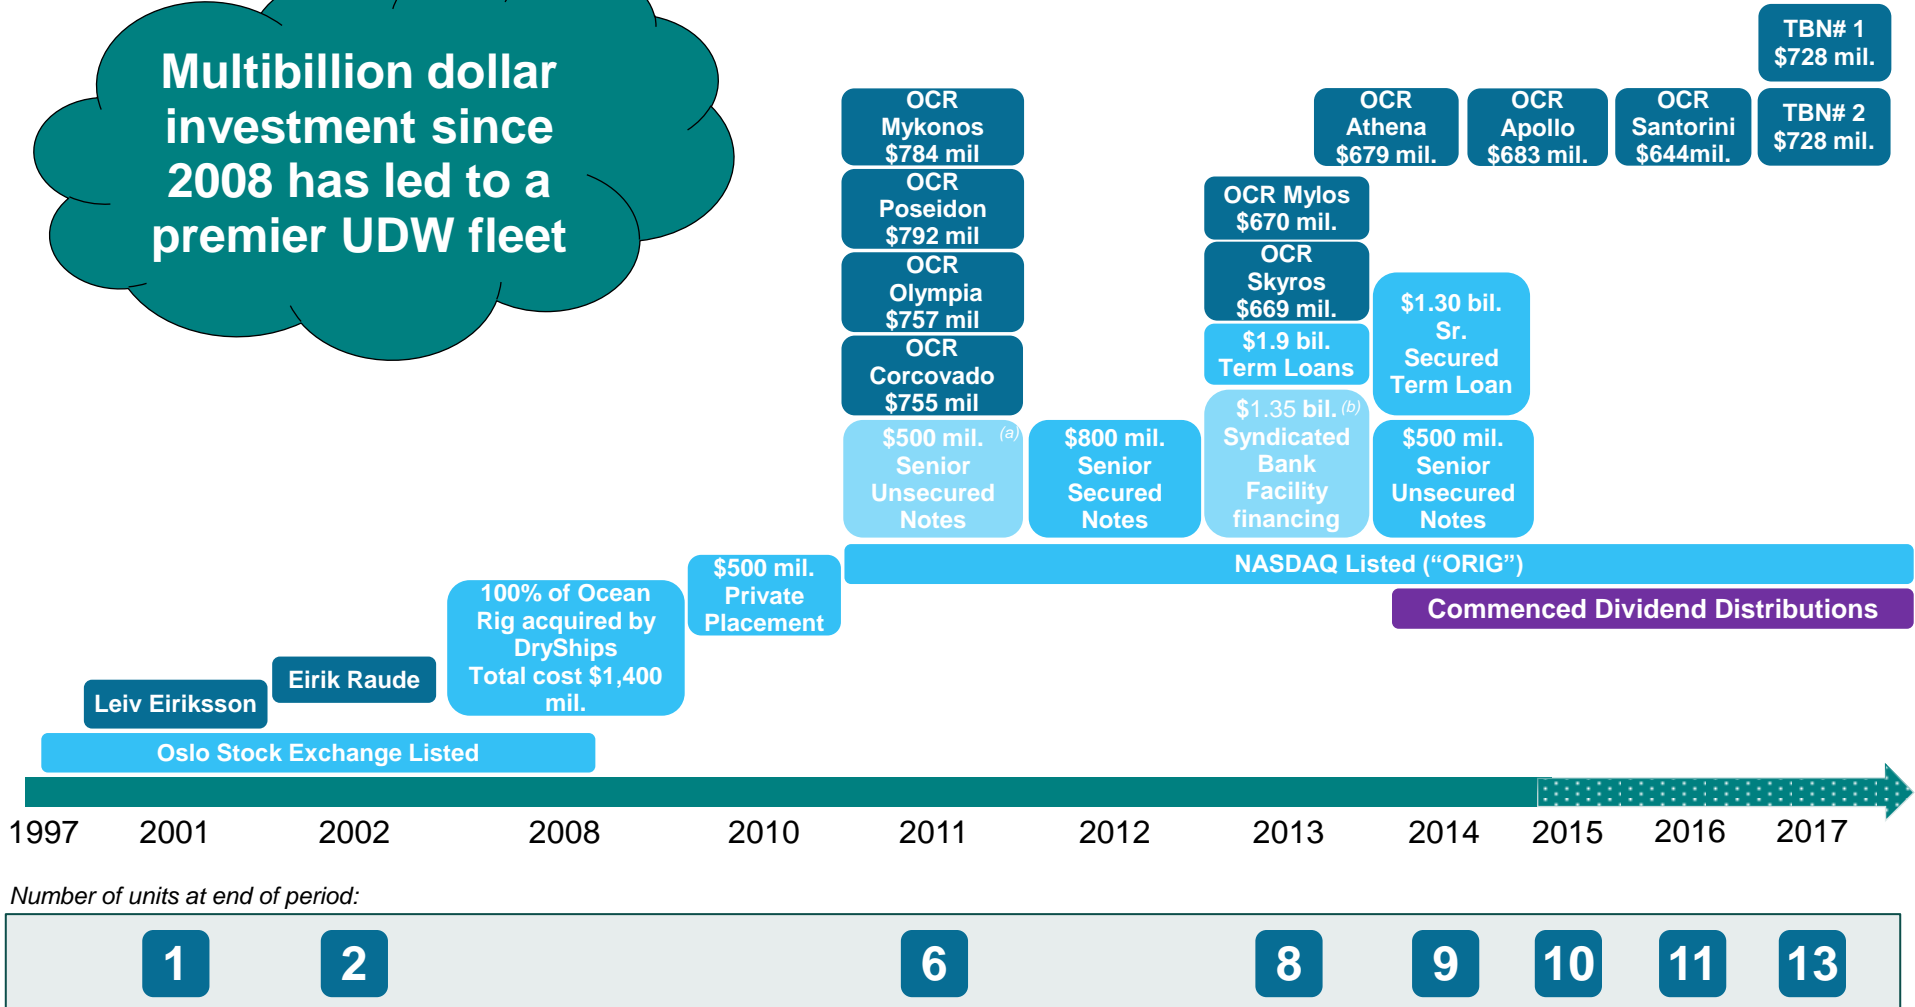 Multibillion dollar
investment since
2008 has led to a
premier UDW fleet
TBN# 1
$728 mil.
TBN# 2
$728 mil.
OCR
Mykonos
$784 mil
OCR
Poseidon
$792 mil
OCR
Olympia
$757 mil
OCR
Corcovado
$755 mil
$500 mil. (a)
Senior
Unsecured
Notes
$800 mil.
Senior
Secured
Notes
OCR Mylos
$670 mil.
OCR
Skyros
$669 mil.
$1.9 bil.
Term Loans
$1.35 bil. (b)
Syndicated
Bank
Facility
financing
OCR
Athena
$679 mil.
OCR
Apollo
$683 mil.
OCR
Santorini
$644mil.
$1.30 bil.
Sr.
Secured
Term Loan
$500 mil.
Senior
Unsecured
Notes
NASDAQ Listed (“ORIG”)
Commenced Dividend Distributions
$500 mil.
Private
Placement
100% of Ocean
Rig acquired by
DryShips
Total cost $1,400
mil.
Eirik Raude
Leiv Eiriksson
Oslo Stock Exchange Listed
1997 2001 2002 2008 2010 2011 2012 2013 2014 2015 2016 2017
Number of units at end of period:
1 2 6 8 9 10 11 13